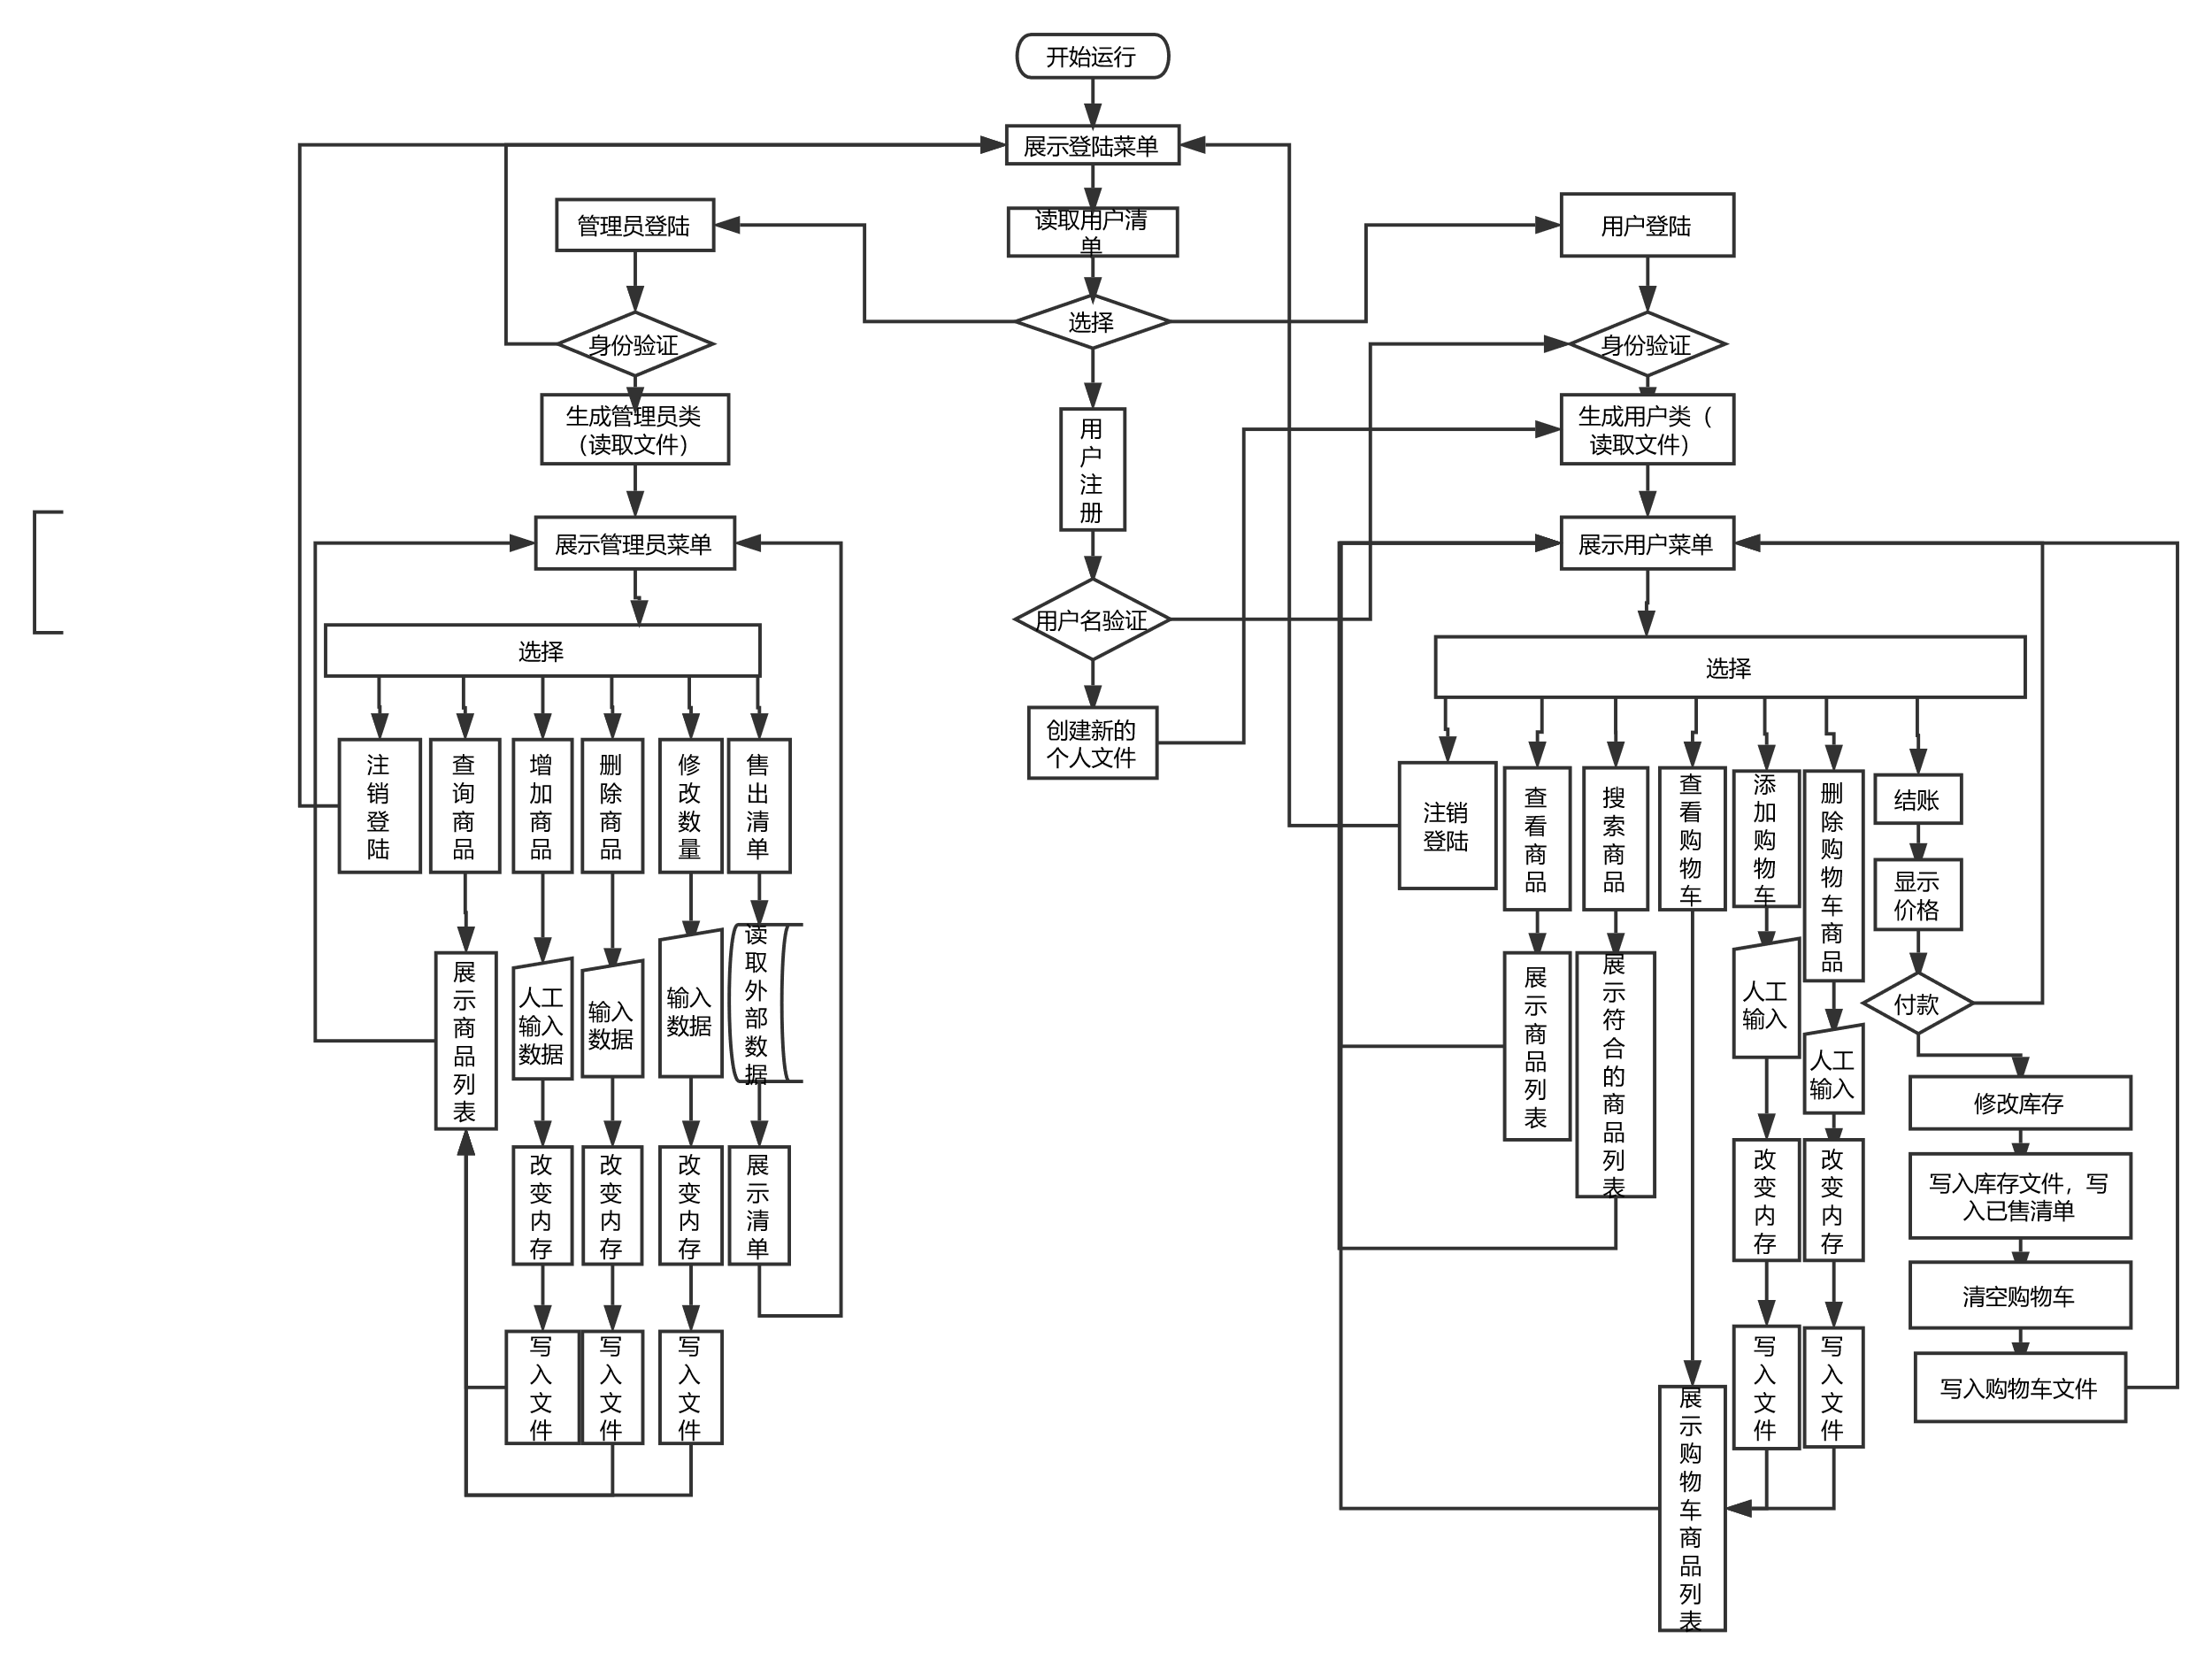 开始运行
展示登陆菜单
读取用户清
单
管理员登陆
用户登陆
选择
身份验证
身份验证
生成管理员类
（读取文件）
生成用户类（
读取文件）
用
户
注
册
展示管理员菜单
展示用户菜单
用户名验证
选择
选择
创建新的
个人文件
注
销
登
陆
查
询
商
品
增
加
商
品
删
除
商
品
修
改
数
量
售
出
清
单
注销
登陆
查
看
商
品
搜
索
商
品
查
看
购
物
车
添
加
购
物
车
删
除
购
物
车
商
品
结账
显示
价格
付款
展
示
商
品
列
表
人工
输入
数据
输入
数据
输入
数据
读
取
外
部
数
据
展
示
商
品
列
表
展
示
符
合
的
商
品
列
表
人工
输入
人工
输入
修改库存
改
变
内
存
改
变
内
存
改
变
内
存
展
示
清
单
改
变
内
存
改
变
内
存
写入库存文件，写
入已售清单
清空购物车
写入购物车文件
写
入
文
件
写
入
文
件
写
入
文
件
展
示
购
物
车
商
品
列
表
写
入
文
件
写
入
文
件